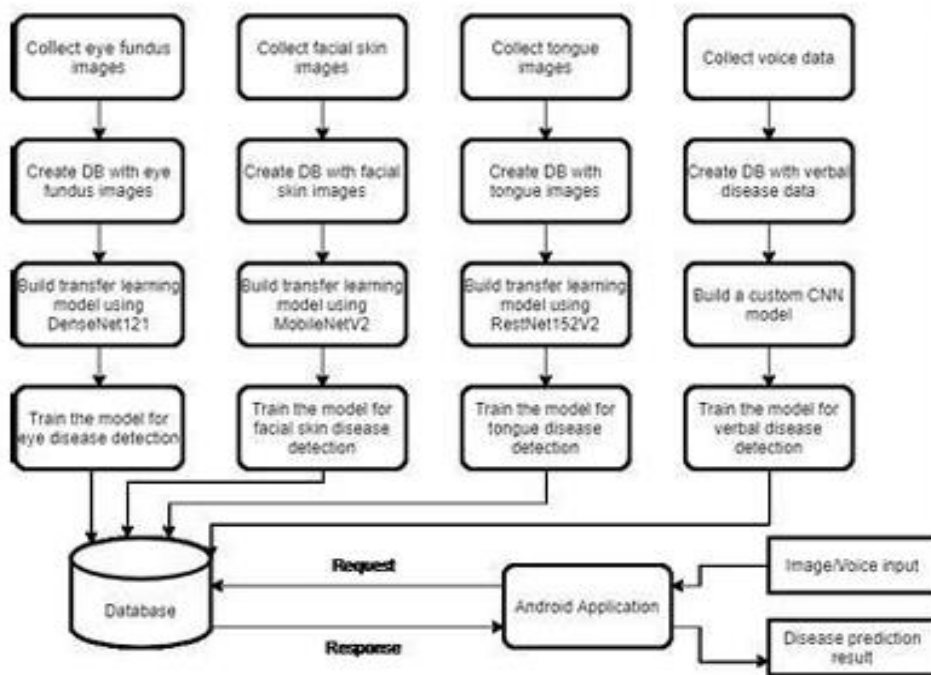 Collect eye fundus
images
Collect facial skin
images
Collect tongue
images
Collect voice data
Create DB with eye
fundus images
Create DB with facial
skin images
Create DB with
tongue images
Create DB with verbal
disease data
Build transfer learning
model using
DenseNet121
Build transfer learning
model using
MobileNetV2
Build transfer learning
model using
RestNet152V2
Build a custom CNN
model
Train the model for
eye disease detection
Train the model for
facial skin disease
detection
Train the model for
tongue disease
detection
Train the model for
verbal disease
detection
Request
Image/Voice input
Database
Android Application
Response
Disease prediction
result